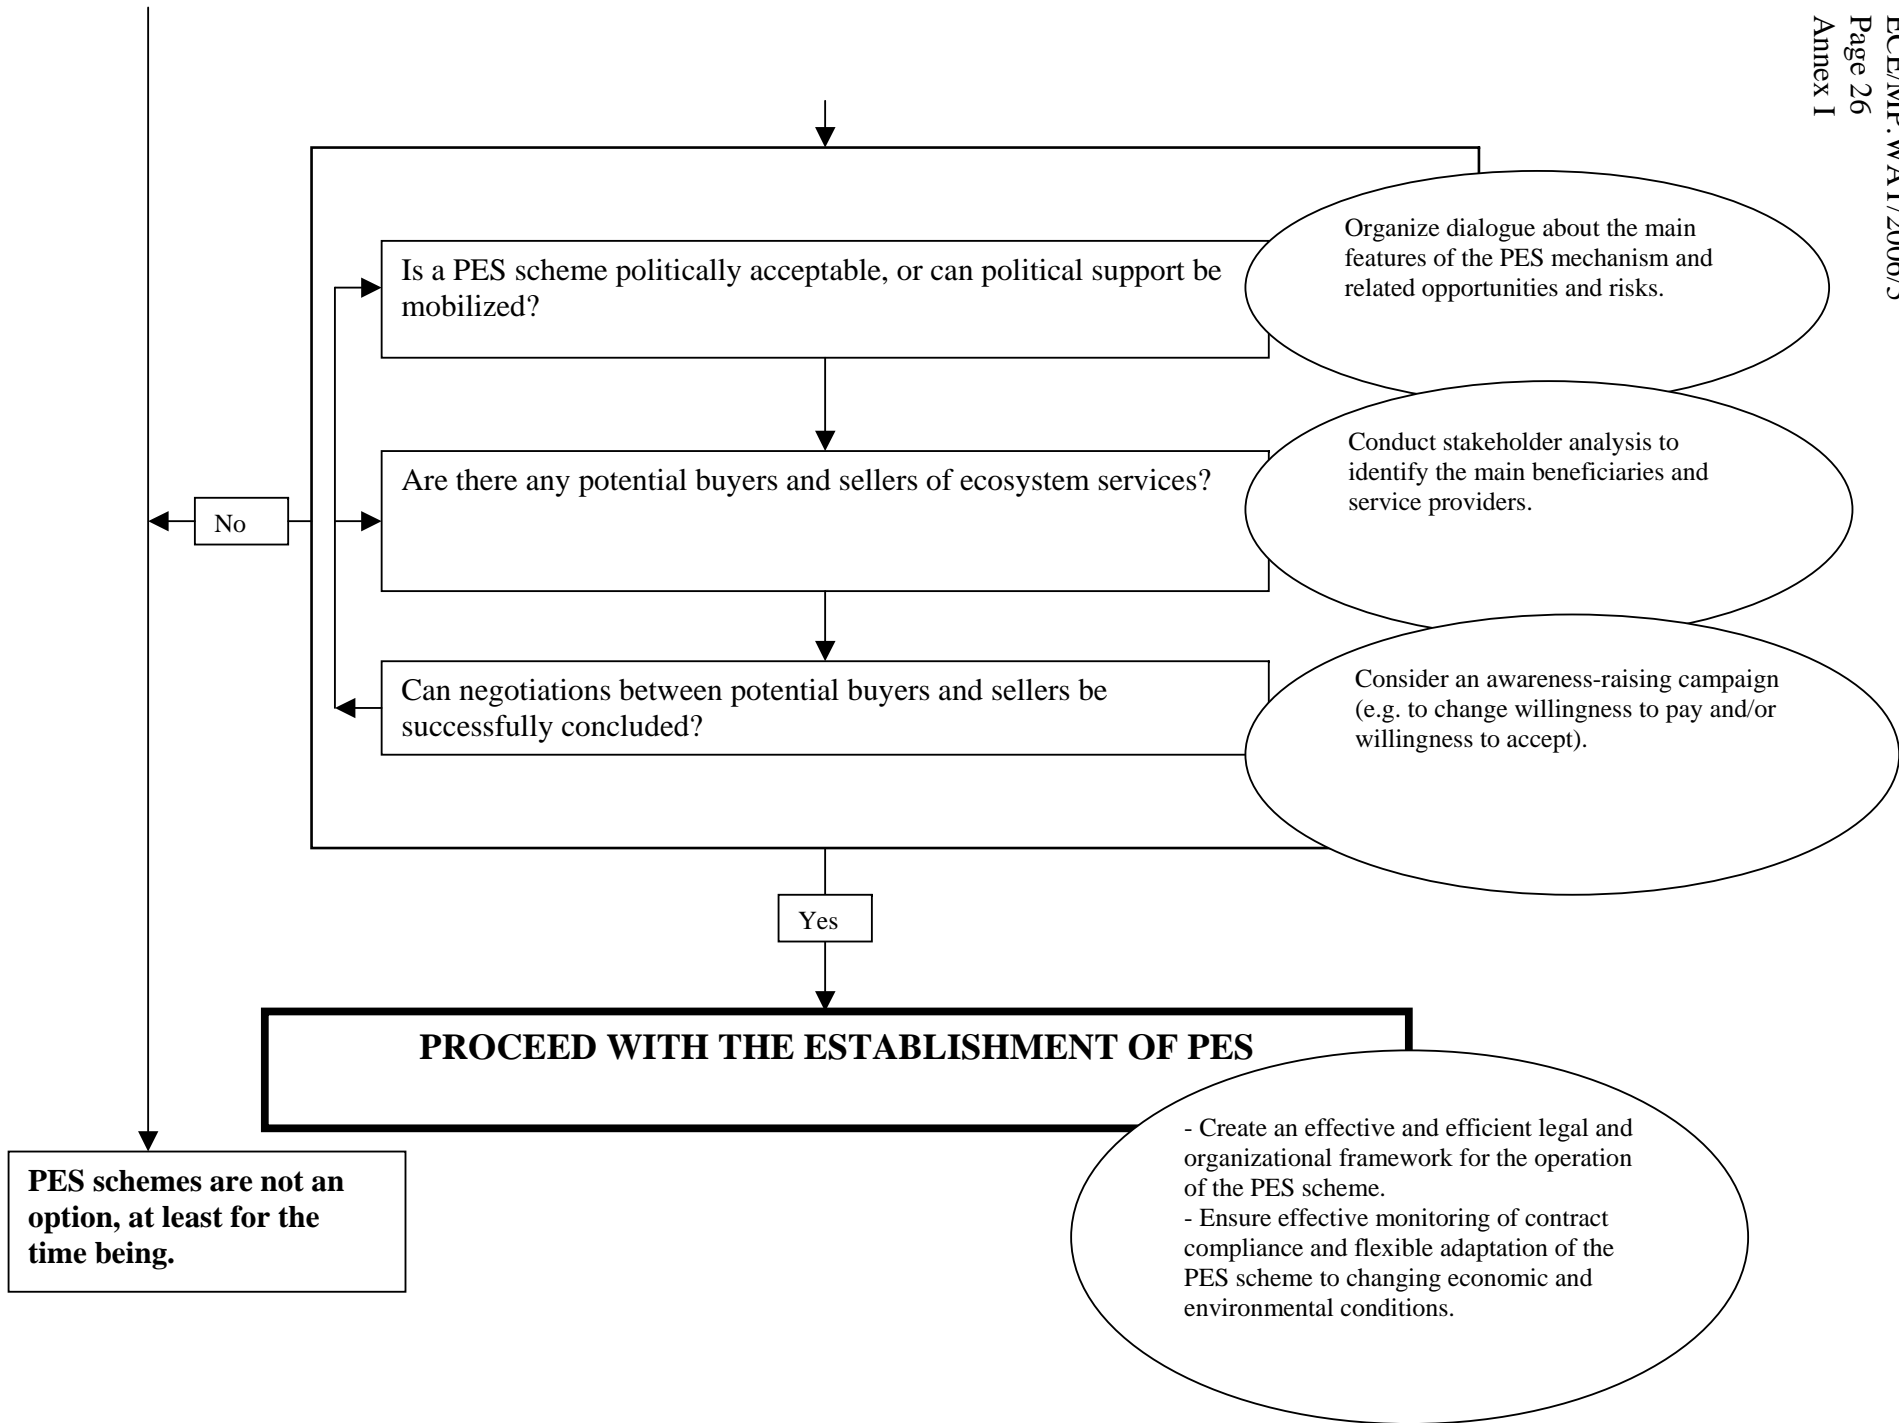 ECE/MP.WAT/2006/5
Page 26
Annex I
Is a PES scheme politically acceptable, or can political support be
mobilized?
Organize dialogue about the main
features of the PES mechanism and
related opportunities and risks.
Are there any potential buyers and sellers of ecosystem services?
Conduct stakeholder analysis to
identify the main beneficiaries and
service providers.
No
Can negotiations between potential buyers and sellers be
successfully concluded?
Consider an awareness-raising campaign
(e.g. to change willingness to pay and/or
willingness to accept).
Yes
PROCEED WITH THE ESTABLISHMENT OF PES
- Create an effective and efficient legal and
organizational framework for the operation
of the PES scheme.
- Ensure effective monitoring of contract
compliance and flexible adaptation of the
PES scheme to changing economic and
environmental conditions.
PES schemes are not an
option, at least for the
time being.